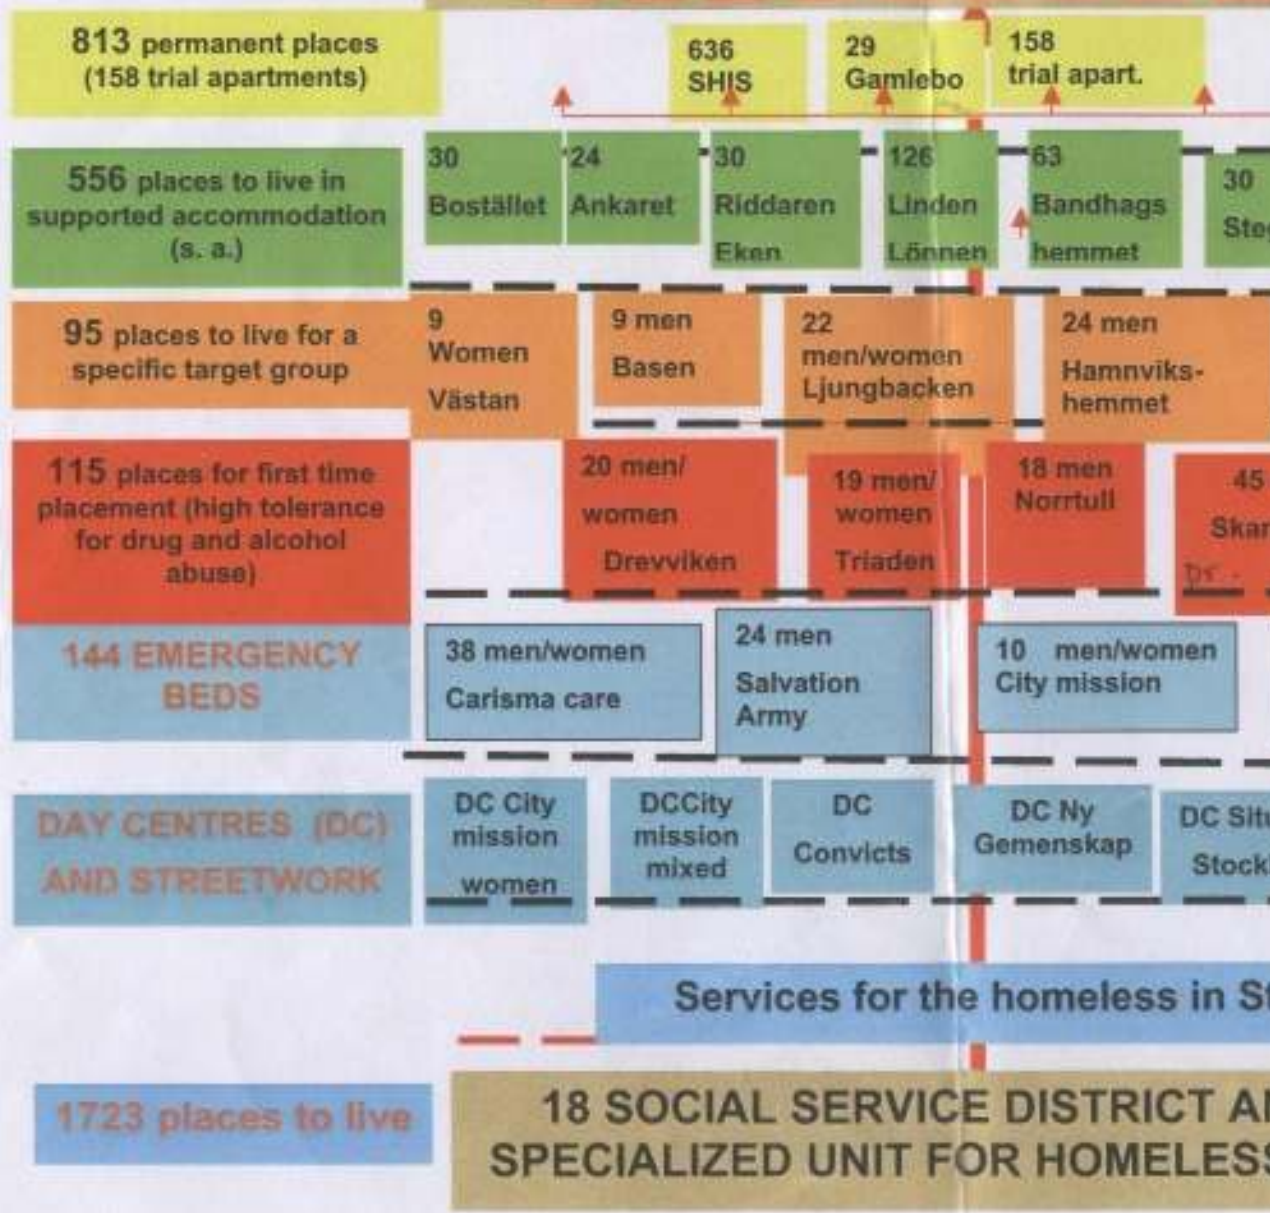 813 permanent places
(158 trial apartments)
636
SHIS
29
Gamlebo
158
trial apart.
556 places to live in
supported accommodation
(s. a.)
30
Bostället
24
Ankaret
30
Riddaren
Eken
126
Linden
Lönnen
63
Bandhags
hemmet
30
95 places to live for a
specific target group
9
Women
Västan
9 men
Basen
22
men/women
Ljungbacken
24 men
Hamnviks-
hemmet
115 places for first time
placement (high tolerance
for drug and alcohol
abuse)
20 men/
women
Drevviken
19 men/
women
Triaden
18 men
Norrtull
45
144 EMERGENCY
BEDS
38 men/women
Carisma care
24 men
Salvation
Army
10 men/women
City mission
DAY CENTRES (DC)
AND STREETWORK
DC City
mission
women
DCCity
mission
mixed
DC
Convicts
DC Ny
Gemenskap
DC Situ
Stock
Services for the homeless in St
1723 places to live
18 SOCIAL SERVICE DISTRICT AN
SPECIALIZED UNIT FOR HOMELESS